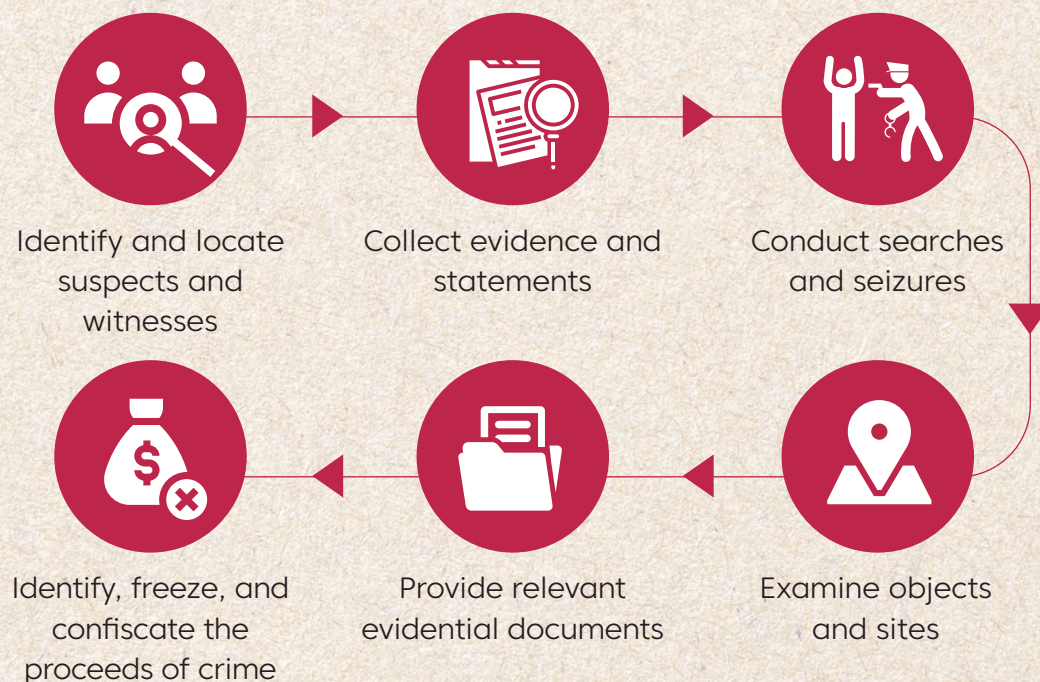 Identify and locate
suspects and
witnesses
Collect evidence and
statements
Conduct searches
and seizures
Examine objects
and sites
Provide relevant
evidential documents
Identify, freeze, and
confiscate the
proceeds of crime